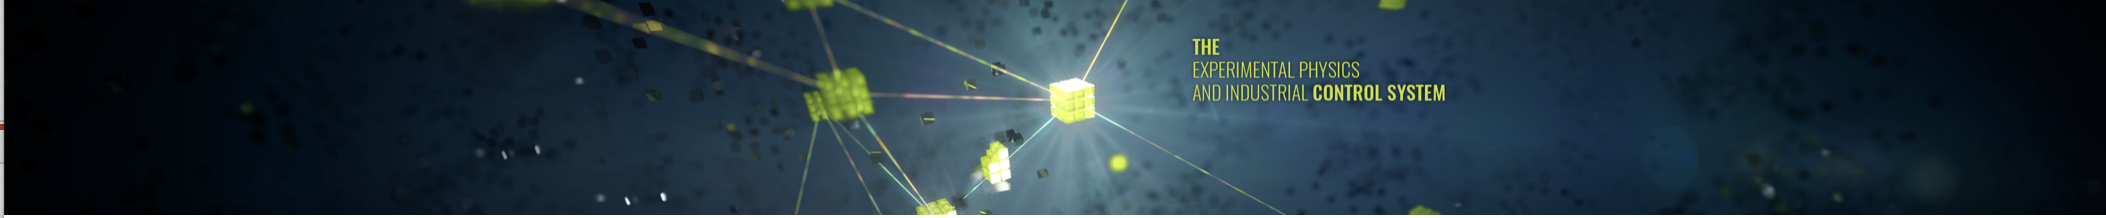 THE
EXPERIMENTAL PHYSICS
AND INDUSTRIAL CONTROL SYSTEM